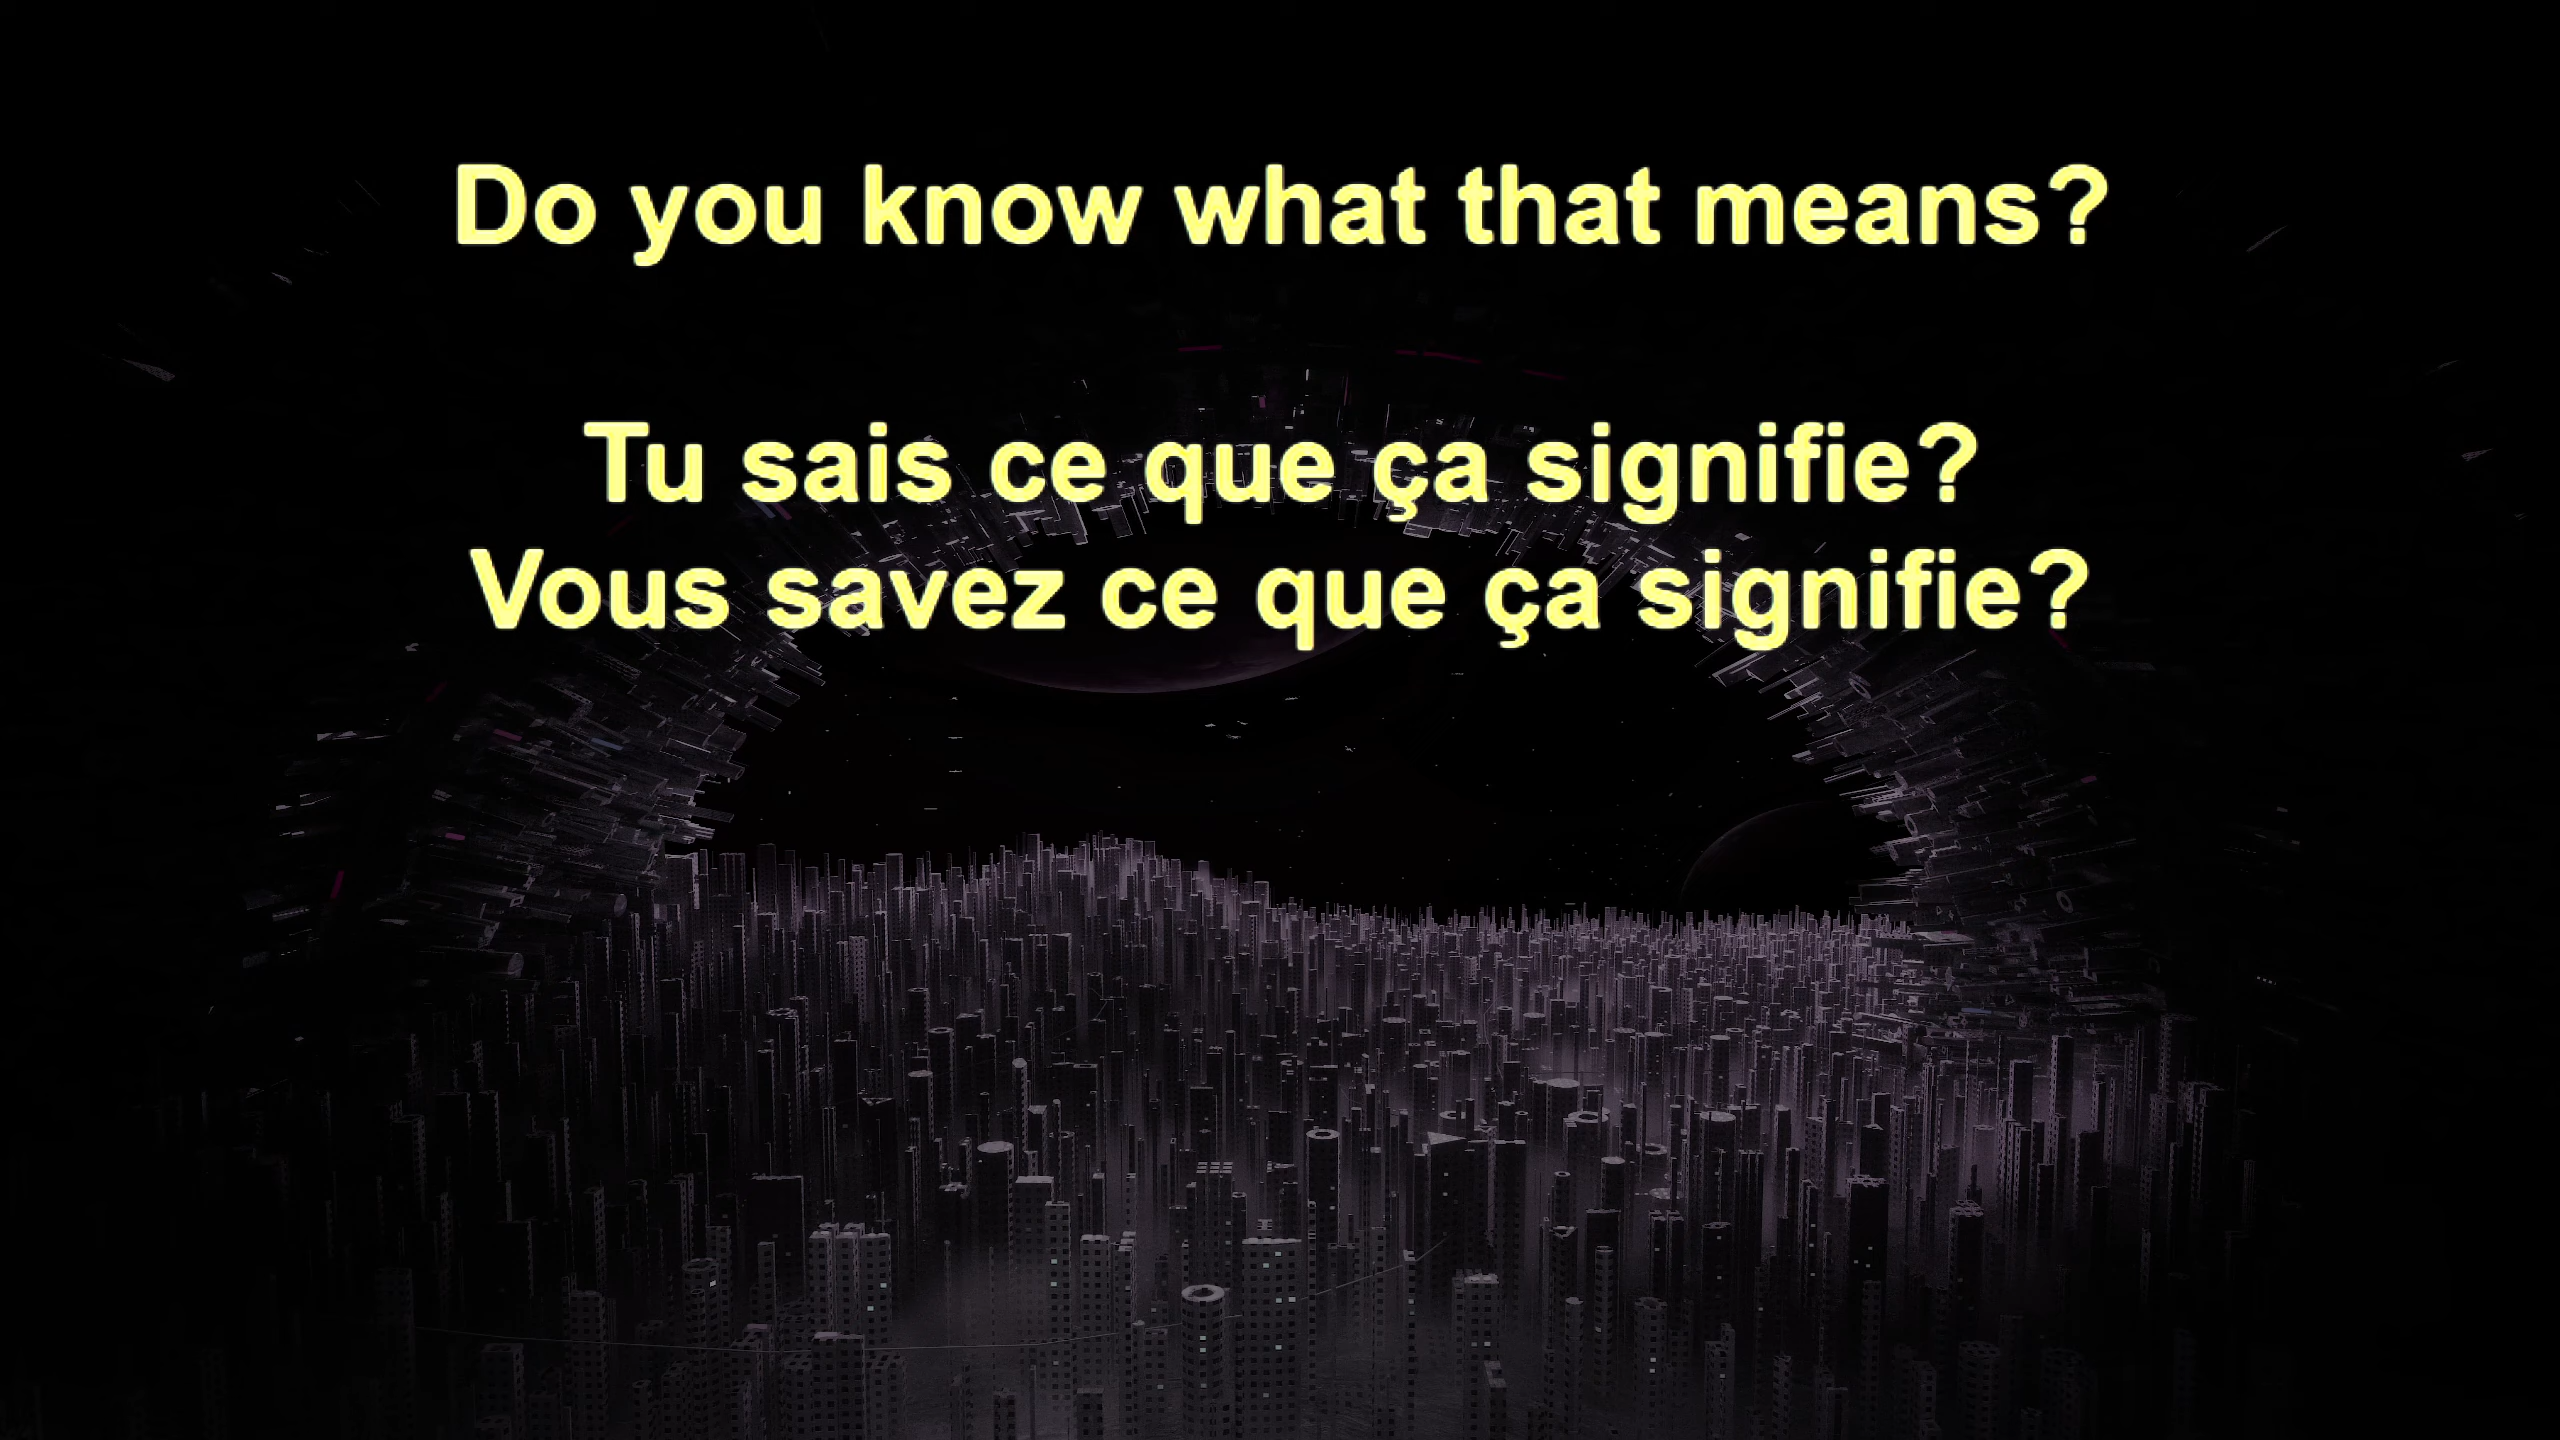 Do you know what that means?
Tu sais ce que ça signifie?
Vous savez ce que ça signifie?